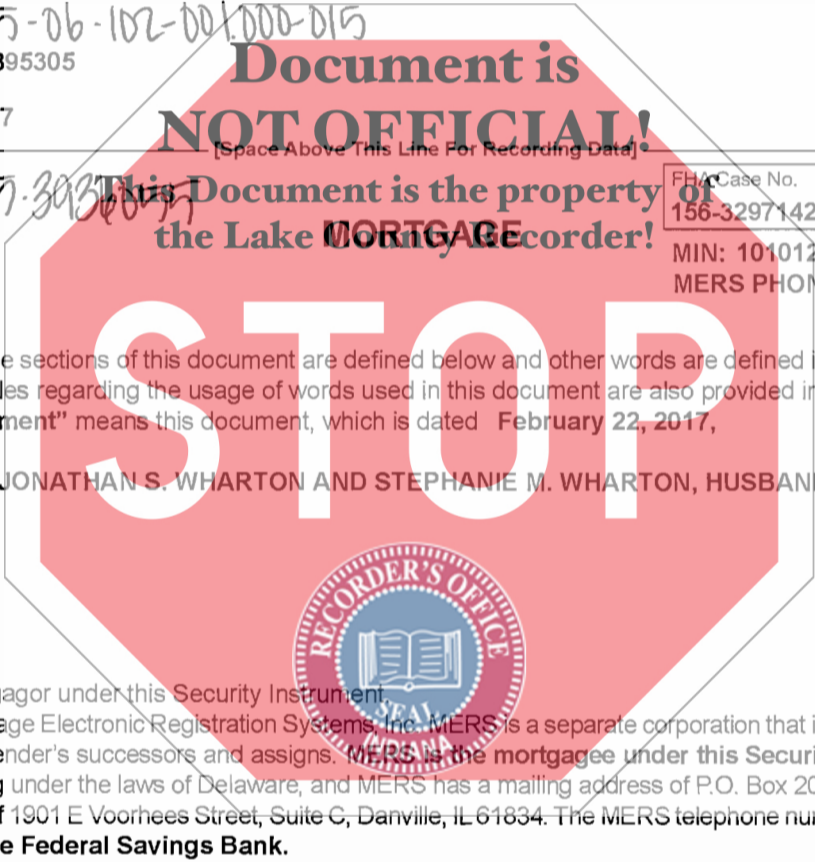 5-06-102-001.000-015
95305
Document is
7
NOT OFFICIAL!
[Space Above This Line For Recording Data]
This Document is the property of
FHA Case No.
156-3297142
the Lake County Recorder!
MORTGAGE
MIN: 101012
MERS PHON
STOP
e sections of this document are defined below and other words are defined i
les regarding the usage of words used in this document are also provided in
ment” means this document, which is dated February 22, 2017,
JONATHAN S. WHARTON AND STEPHANIE M. WHARTON, HUSBAN
RECORDER'S OFFICE
SEAL
agor under this Security Instrument.
age Electronic Registration Systems, Inc. MERS is a separate corporation that i
ender's successors and assigns. MERS is the mortgagee under this Securi
g under the laws of Delaware, and MERS has a mailing address of P.O. Box 20
f 1901 E Voorhees Street, Suite C, Danville, IL 61834. The MERS telephone nu
e Federal Savings Bank.